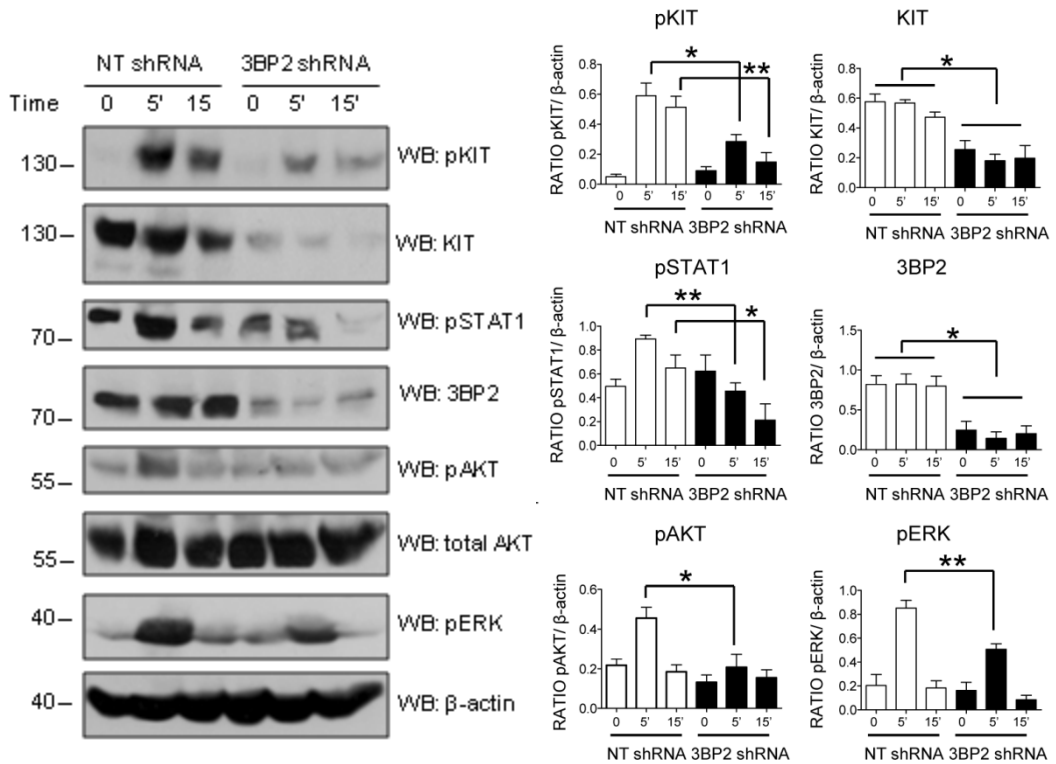 NT shRNA 3BP2 shRNA
Time 0 5' 15 0 5' 15'
130 WB: pKIT
130 WB: KIT
70 WB: pSTAT1
70 WB: 3BP2
55 WB: pAKT
55 WB: total AKT
40 WB: pERK
40 WB: β-actin
pKIT
RATIO pKIT/ β-actin
0.8
0.6
0.4
0.2
0.0
* **
0 5' 15' 0 5' 15'
NT shRNA 3BP2 shRNA
KIT
RATIO KIT/ β-actin
0.8
0.6
0.4
0.2
0.0
*
0 5' 15' 0 5' 15'
NT shRNA 3BP2 shRNA
pSTAT1
RATIO pSTAT1/ β-actin
1.0
0.8
0.6
0.4
0.2
0
** *
0 5' 15' 0 5' 15'
NT shRNA 3BP2 shRNA
3BP2
RATIO 3BP2/ β-actin
1.5
1.0
0.5
0.0
*
0 5' 15' 0 5' 15'
NT shRNA 3BP2 shRNA
pAKT
RATIO pAKT/ β-actin
0.6
0.4
0.2
0.0
*
0 5' 15' 0 5' 15'
NT shRNA 3BP2 shRNA
pERK
RATIO pERK/ β-actin
1.0
0.8
0.6
0.4
0.2
0.0
**
0 5' 15' 0 5' 15'
NT shRNA 3BP2 shRNA